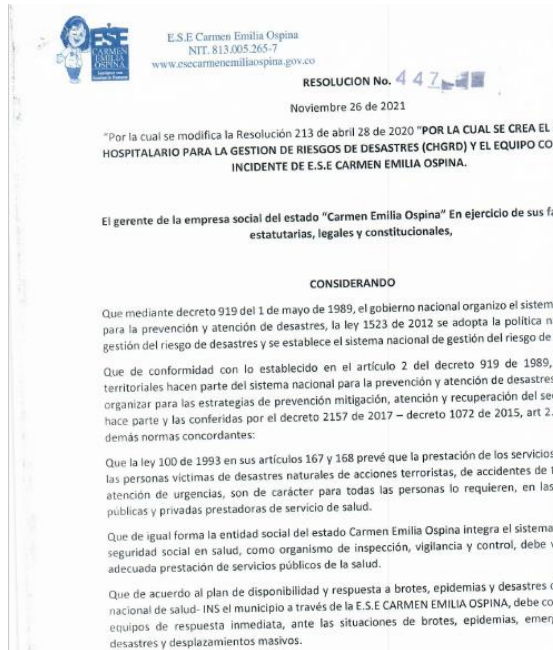 ESE
CARMEN
EMILIA
OSPINA
E.S.E Carmen Emilia Ospina
NIT. 813.005.265-7
www.esecarmenemiliaospina.gov.co
RESOLUCION No. 447
Noviembre 26 de 2021
"Por la cual se modifica la Resolución 213 de abril 28 de 2020 "POR LA CUAL SE CREA EL
HOSPITALARIO PARA LA GESTION DE RIESGOS DE DESASTRES (CHGRD) Y EL EQUIPO CO
INCIDENTE DE E.S.E CARMEN EMILIA OSPINA.
El gerente de la empresa social del estado "Carmen Emilia Ospina" En ejercicio de sus fa
estatutarias, legales y constitucionales,
CONSIDERANDO
Que mediante decreto 919 del 1 de mayo de 1989, el gobierno nacional organizo el sistem
para la prevención y atención de desastres, la ley 1523 de 2012 se adopta la política n
gestión del riesgo de desastres y se establece el sistema nacional de gestión del riesgo de
Que de conformidad con lo establecido en el artículo 2 del decreto 919 de 1989,
territoriales hacen parte del sistema nacional para la prevención y atención de desastres
organizar para las estrategias de prevención mitigación, atención y recuperación del se
hace parte y las conferidas por el decreto 2157 de 2017 – decreto 1072 de 2015, art 2.
demás normas concordantes:
Que la ley 100 de 1993 en sus artículos 167 y 168 prevé que la prestación de los servicios
las personas víctimas de desastres naturales de acciones terroristas, de accidentes de t
atención de urgencias, son de carácter para todas las personas lo requieren, en las
públicas y privadas prestadoras de servicio de salud.
Que de igual forma la entidad social del estado Carmen Emilia Ospina integra el sistema
seguridad social en salud, como organismo de inspección, vigilancia y control, debe v
adecuada prestación de servicios públicos de la salud.
Que de acuerdo al plan de disponibilidad y respuesta a brotes, epidemias y desastres d
nacional de salud- INS el municipio a través de la E.S.E CARMEN EMILIA OSPINA, debe co
equipos de respuesta inmediata, ante las situaciones de brotes, epidemias, emer
desastres y desplazamientos masivos.